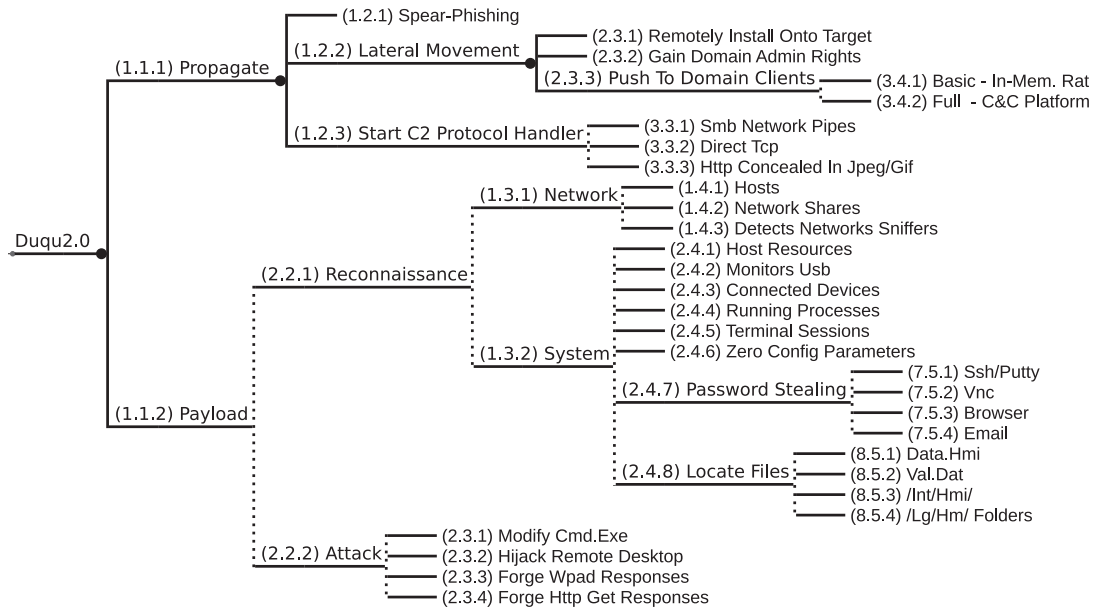 (1.2.1) Spear-Phishing
(1.2.2) Lateral Movement
(2.3.1) Remotely Install Onto Target
(2.3.2) Gain Domain Admin Rights
(1.1.1) Propagate
(2.3.3) Push To Domain Clients
(3.4.1) Basic - In-Mem. Rat
(3.4.2) Full - C&C Platform
(1.2.3) Start C2 Protocol Handler
(3.3.1) Smb Network Pipes
(3.3.2) Direct Tcp
(3.3.3) Http Concealed In Jpeg/Gif
(1.3.1) Network
(1.4.1) Hosts
(1.4.2) Network Shares
(1.4.3) Detects Networks Sniffers
Duqu2.0
(2.2.1) Reconnaissance
(2.4.1) Host Resources
(2.4.2) Monitors Usb
(2.4.3) Connected Devices
(2.4.4) Running Processes
(2.4.5) Terminal Sessions
(1.3.2) System
(2.4.6) Zero Config Parameters
(2.4.7) Password Stealing
(7.5.1) Ssh/Putty
(7.5.2) Vnc
(7.5.3) Browser
(7.5.4) Email
(1.1.2) Payload
(2.4.8) Locate Files
(8.5.1) Data.Hmi
(8.5.2) Val.Dat
(8.5.3) /Int/Hmi/
(8.5.4) /Lg/Hm/ Folders
(2.2.2) Attack
(2.3.1) Modify Cmd.Exe
(2.3.2) Hijack Remote Desktop
(2.3.3) Forge Wpad Responses
(2.3.4) Forge Http Get Responses